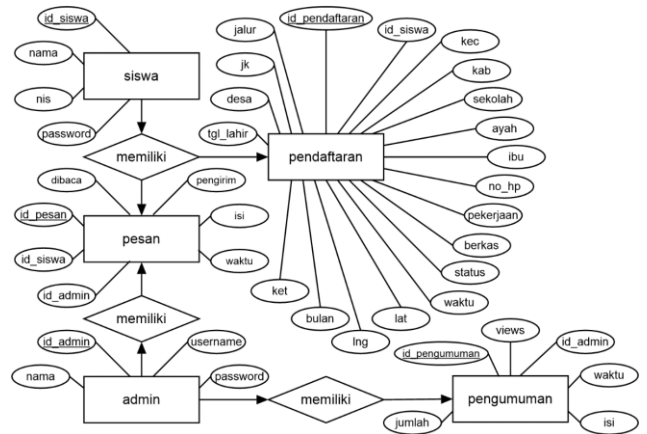 id_siswa
nama
siswa
nis
password
memiliki
jalur
id_pendaftaran
id_siswa
kec
jk
kab
desa
sekolah
tgl_lahir
ayah
pendaftaran
ibu
no_hp
pekerjaan
berkas
status
waktu
lat
lng
bulan
ket
dibaca
pengirim
id_pesan
isi
pesan
id_siswa
waktu
id_admin
memiliki
id_admin
username
nama
password
admin
memiliki
views
id_pengumuman
id_admin
waktu
pengumuman
jumlah
isi